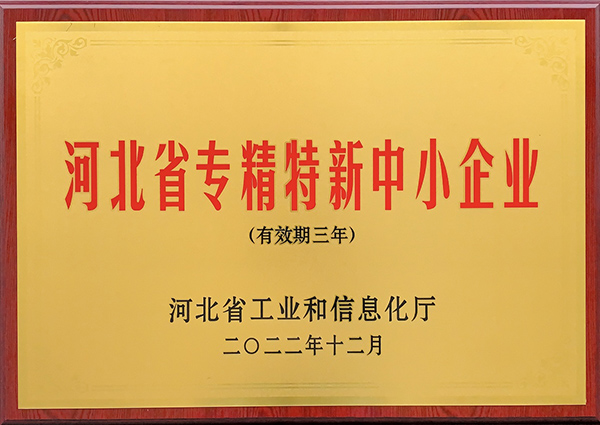 河北省专精特新中小企业
(有效期三年)
河北省工业和信息化厅
二〇二二年十二月